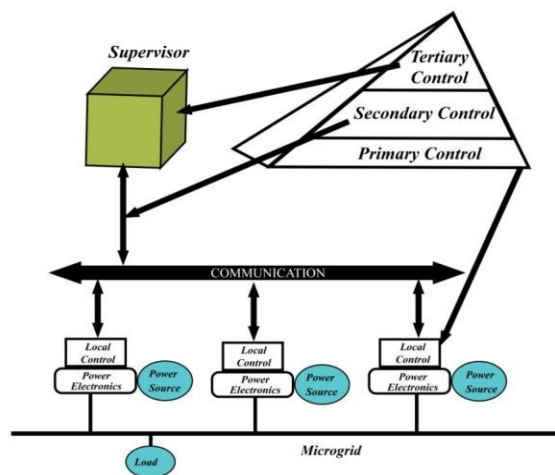 Supervisor
Tertiary
Control
Secondary Control
Primary Control
COMMUNICATION
Local
Control
Power
Electronics
Power
Source
Local
Control
Power
Electronics
Power
Source
Local
Control
Power
Electronics
Power
Source
Microgrid
Load